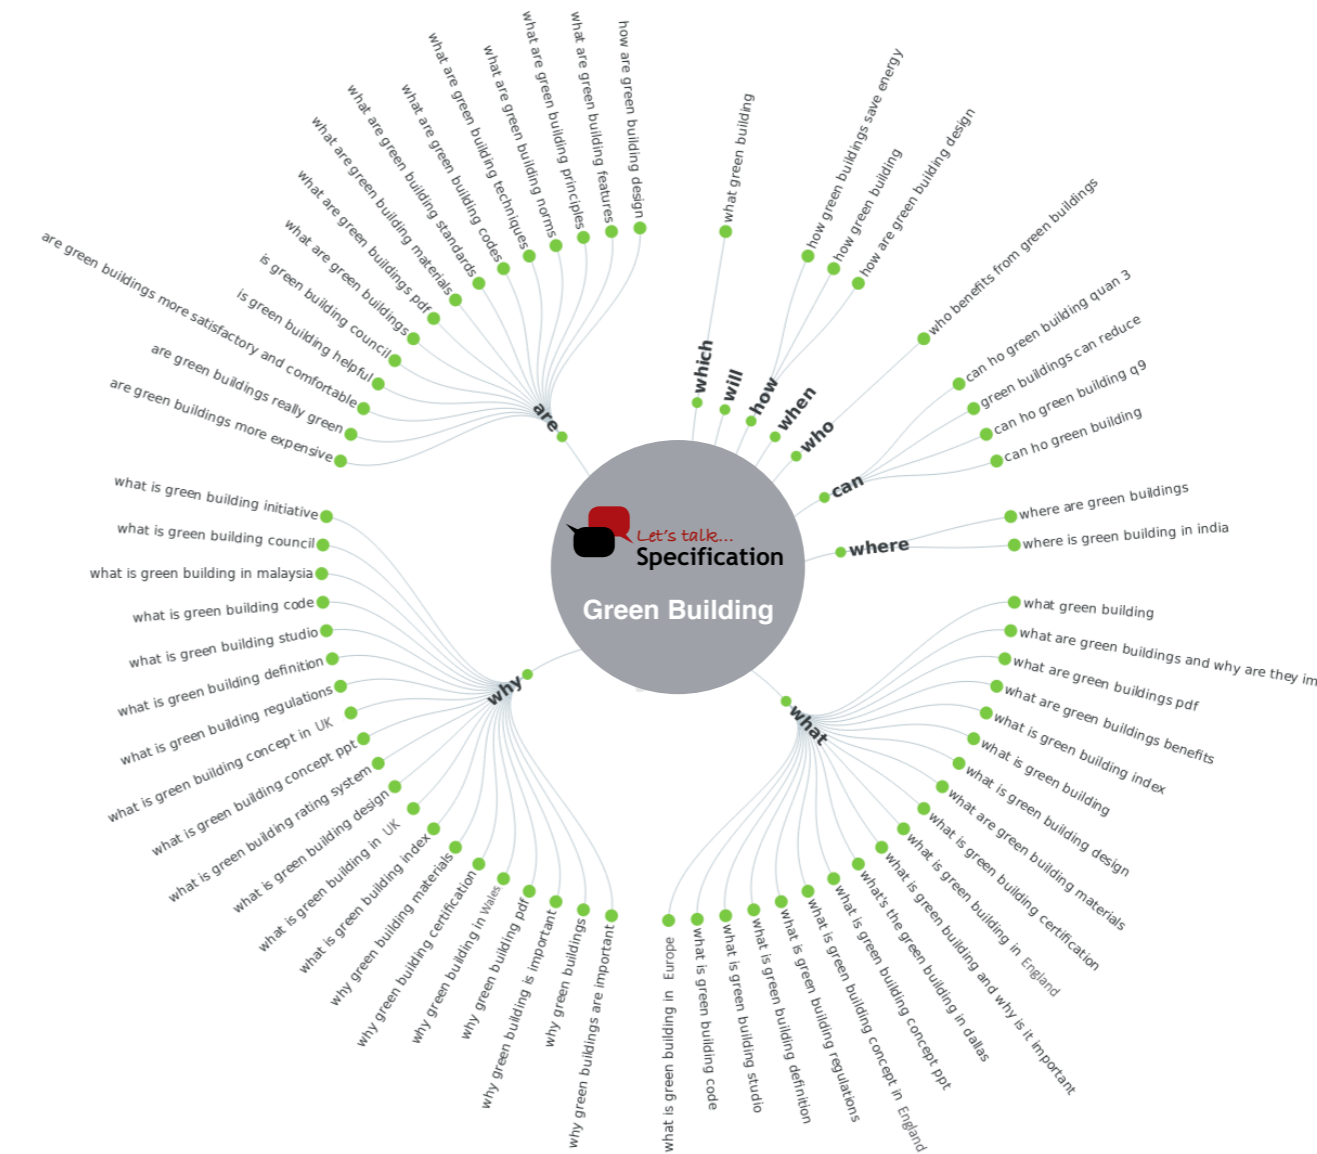 Let's talk...
Specification
Green Building
which
what green building
will
how
how green buildings save energy
how green building
how are green building design
when
who
who benefits from green buildings
can
can ho green building quan 3
green buildings can reduce
can ho green building q9
can ho green building
where
where are green buildings
where is green building in india
what
what green building
what are green buildings and why are they im
what are green buildings pdf
what are green buildings benefits
what is green building index
what is green building
what is green building design
what are green building materials
what is green building certification
what is green building in England
what is green building and why is it important
what's the green building in dallas
what is green building concept ppt
what is green building concept in England
what is green building regulations
what is green building definition
what is green building studio
what is green building code
what is green building in Europe
why
why green buildings are important
why green buildings
why green building is important
why green building pdf
why green building in Wales
why green building certification
why green building materials
what is green building index
what is green building in UK
what is green building design
what is green building rating system
what is green building concept ppt
what is green building concept in UK
what is green building regulations
what is green building definition
what is green building studio
what is green building code
what is green building in malaysia
what is green building council
what is green building initiative
are
are green buildings more expensive
are green buildings really green
are green buildings more satisfactory and comfortable
is green building helpful
is green building council
what are green buildings
what are green buildings pdf
what are green building materials
what are green building standards
what are green building codes
what are green building techniques
what are green building norms
what are green building principles
what are green building features
how are green building design